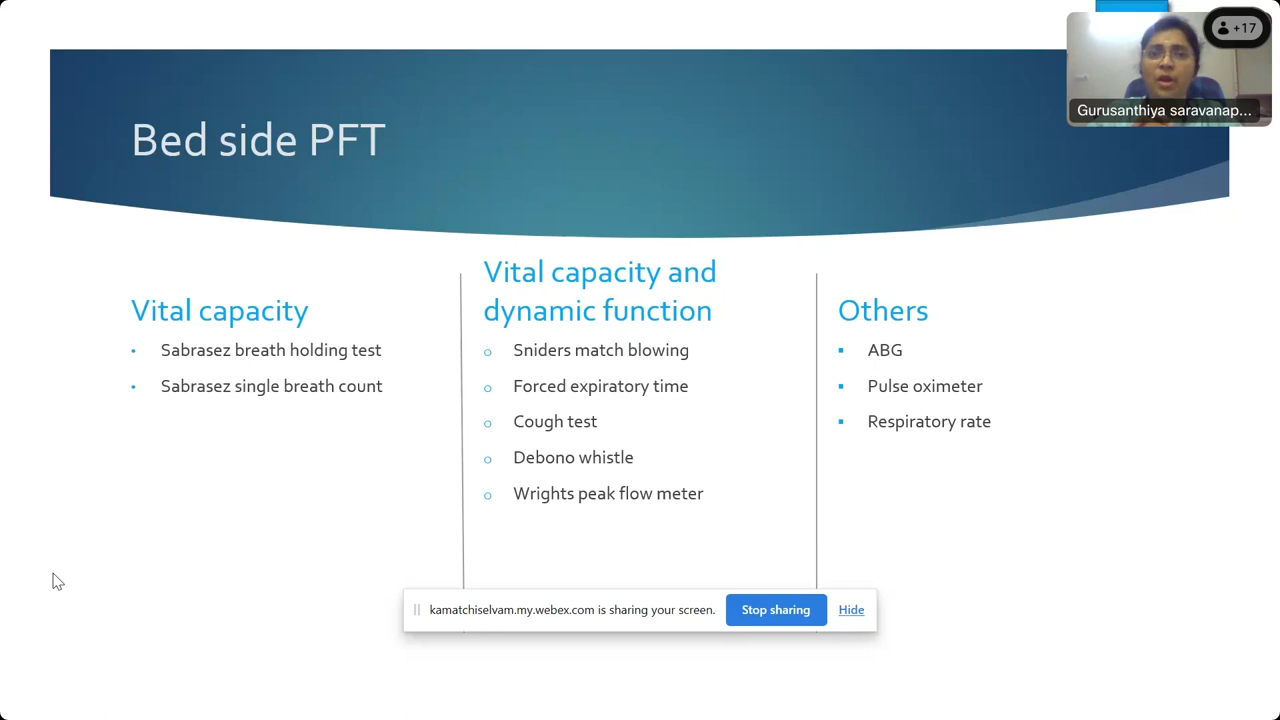 +17
Gurusanthiya saravanap...
Bed side PFT
Vital capacity
Sabrasez breath holding test
Sabrasez single breath count
Vital capacity and
dynamic function
Sniders match blowing
Forced expiratory time
Cough test
Debono whistle
Wrights peak flow meter
Others
ABG
Pulse oximeter
Respiratory rate
kamatchiselvam.my.webex.com is sharing your screen. Stop sharing Hide